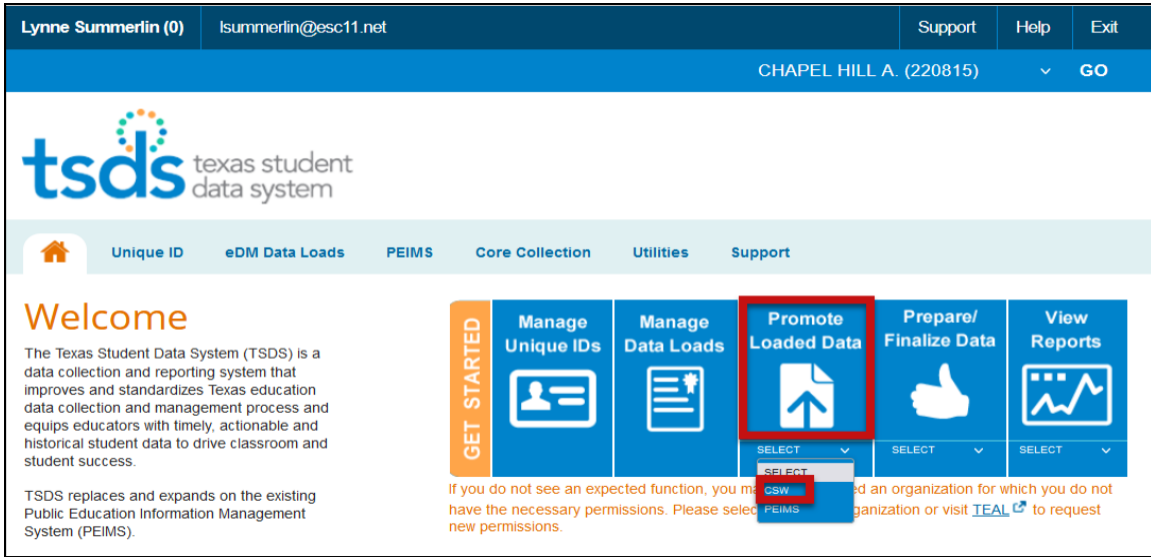 Lynne Summerlin (0) lsummerlin@esc11.net Support Help Exit
CHAPEL HILL A. (220815) GO
tsds texas student
data system
Unique ID eDM Data Loads PEIMS Core Collection Utilities Support
Welcome
The Texas Student Data System (TSDS) is a
data collection and reporting system that
improves and standardizes Texas education
data collection and management process and
equips educators with timely, actionable and
historical student data to drive classroom and
student success.
TSDS replaces and expands on the existing
Public Education Information Management
System (PEIMS).
GET STARTED
Manage
Unique IDs
Manage
Data Loads
Promote
Loaded Data
SELECT
SELECT
CSW
PEIMS
Prepare/
Finalize Data
SELECT
View
Reports
SELECT
If you do not see an expected function, you ed an organization for which you do not
have the necessary permissions. Please or visit TEAL to request
new permissions.